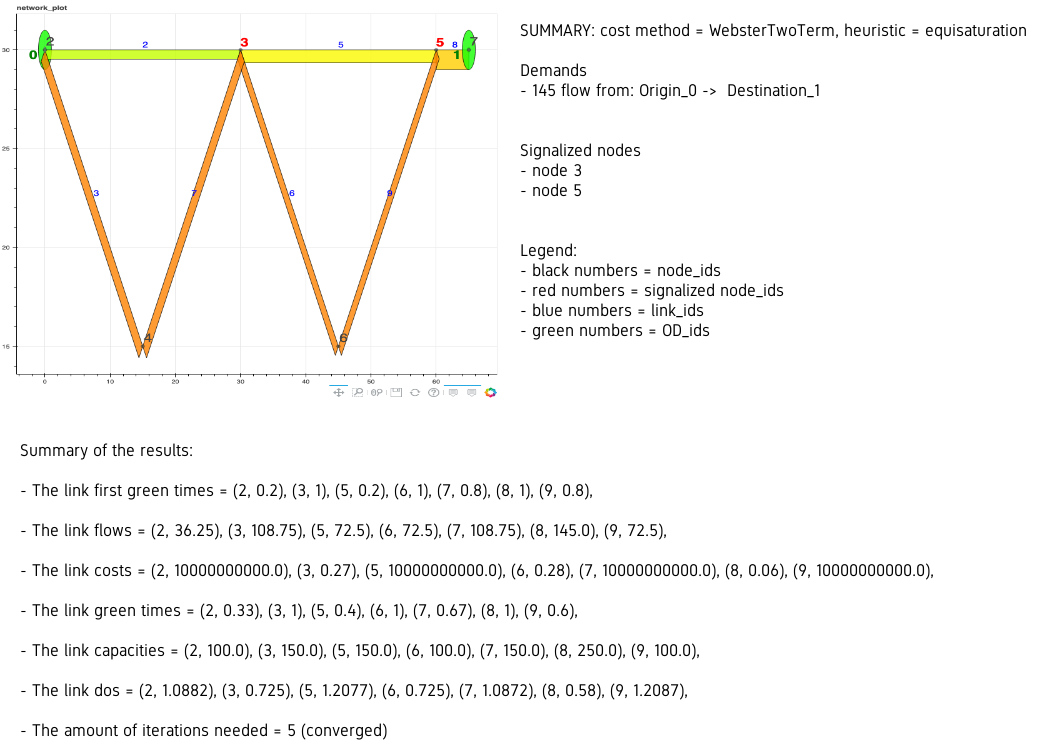 network_plot
SUMMARY: cost method = WebsterTwoTerm, heuristic = equisaturation
Demands
- 145 flow from: Origin_0 -> Destination_1
Signalized nodes
- node 3
- node 5
Legend:
- black numbers = node_ids
- red numbers = signalized node_ids
- blue numbers = link_ids
- green numbers = OD_ids
2 2 3 5 5 8 7
30 0 1
26
3 7 6 9
20
4 6
15
0 10 20 30 40 50 60
Summary of the results:
- The link first green times = (2, 0.2), (3, 1), (5, 0.2), (6, 1), (7, 0.8), (8, 1), (9, 0.8),
- The link flows = (2, 36.25), (3, 108.75), (5, 72.5), (6, 72.5), (7, 108.75), (8, 145.0), (9, 72.5),
- The link costs = (2, 10000000000.0), (3, 0.27), (5, 10000000000.0), (6, 0.28), (7, 10000000000.0), (8, 0.06), (9, 10000000000.0),
- The link green times = (2, 0.33), (3, 1), (5, 0.4), (6, 1), (7, 0.67), (8, 1), (9, 0.6),
- The link capacities = (2, 100.0), (3, 150.0), (5, 150.0), (6, 100.0), (7, 150.0), (8, 250.0), (9, 100.0),
- The link dos = (2, 1.0882), (3, 0.725), (5, 1.2077), (6, 0.725), (7, 1.0872), (8, 0.58), (9, 1.2087),
- The amount of iterations needed = 5 (converged)